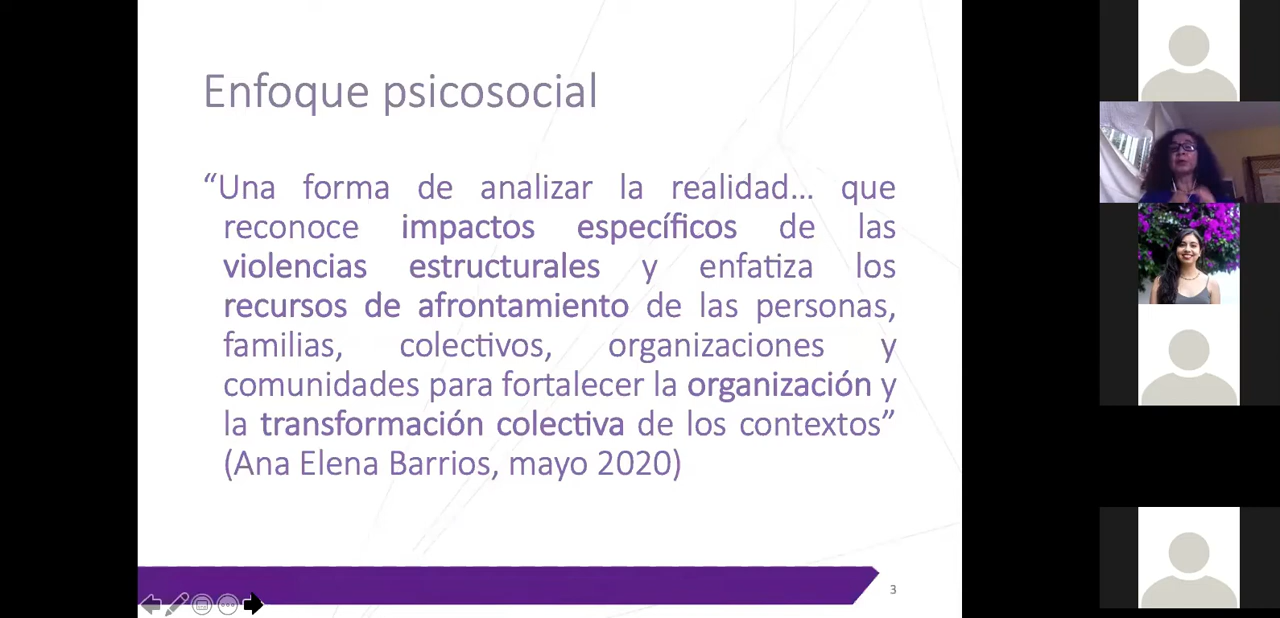 Enfoque psicosocial
“Una forma de analizar la realidad… que
reconoce impactos específicos de las
violencias estructurales y enfatiza los
recursos de afrontamiento de las personas,
familias, colectivos, organizaciones y
comunidades para fortalecer la organización y
la transformación colectiva de los contextos”
(Ana Elena Barrios, mayo 2020)
3